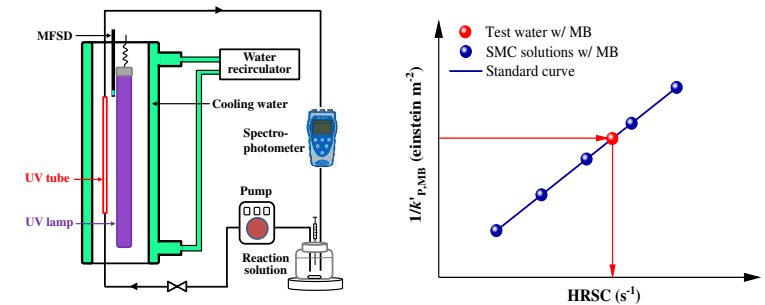 MFSD
Water
recirculator
Cooling water
Spectro-
photometer
UV tube
UV lamp
Pump
Reaction
solution
Test water w/ MB
SMC solutions w/ MB
Standard curve
1/k'P,MB (einstein m-2)
HRSC (s-1)